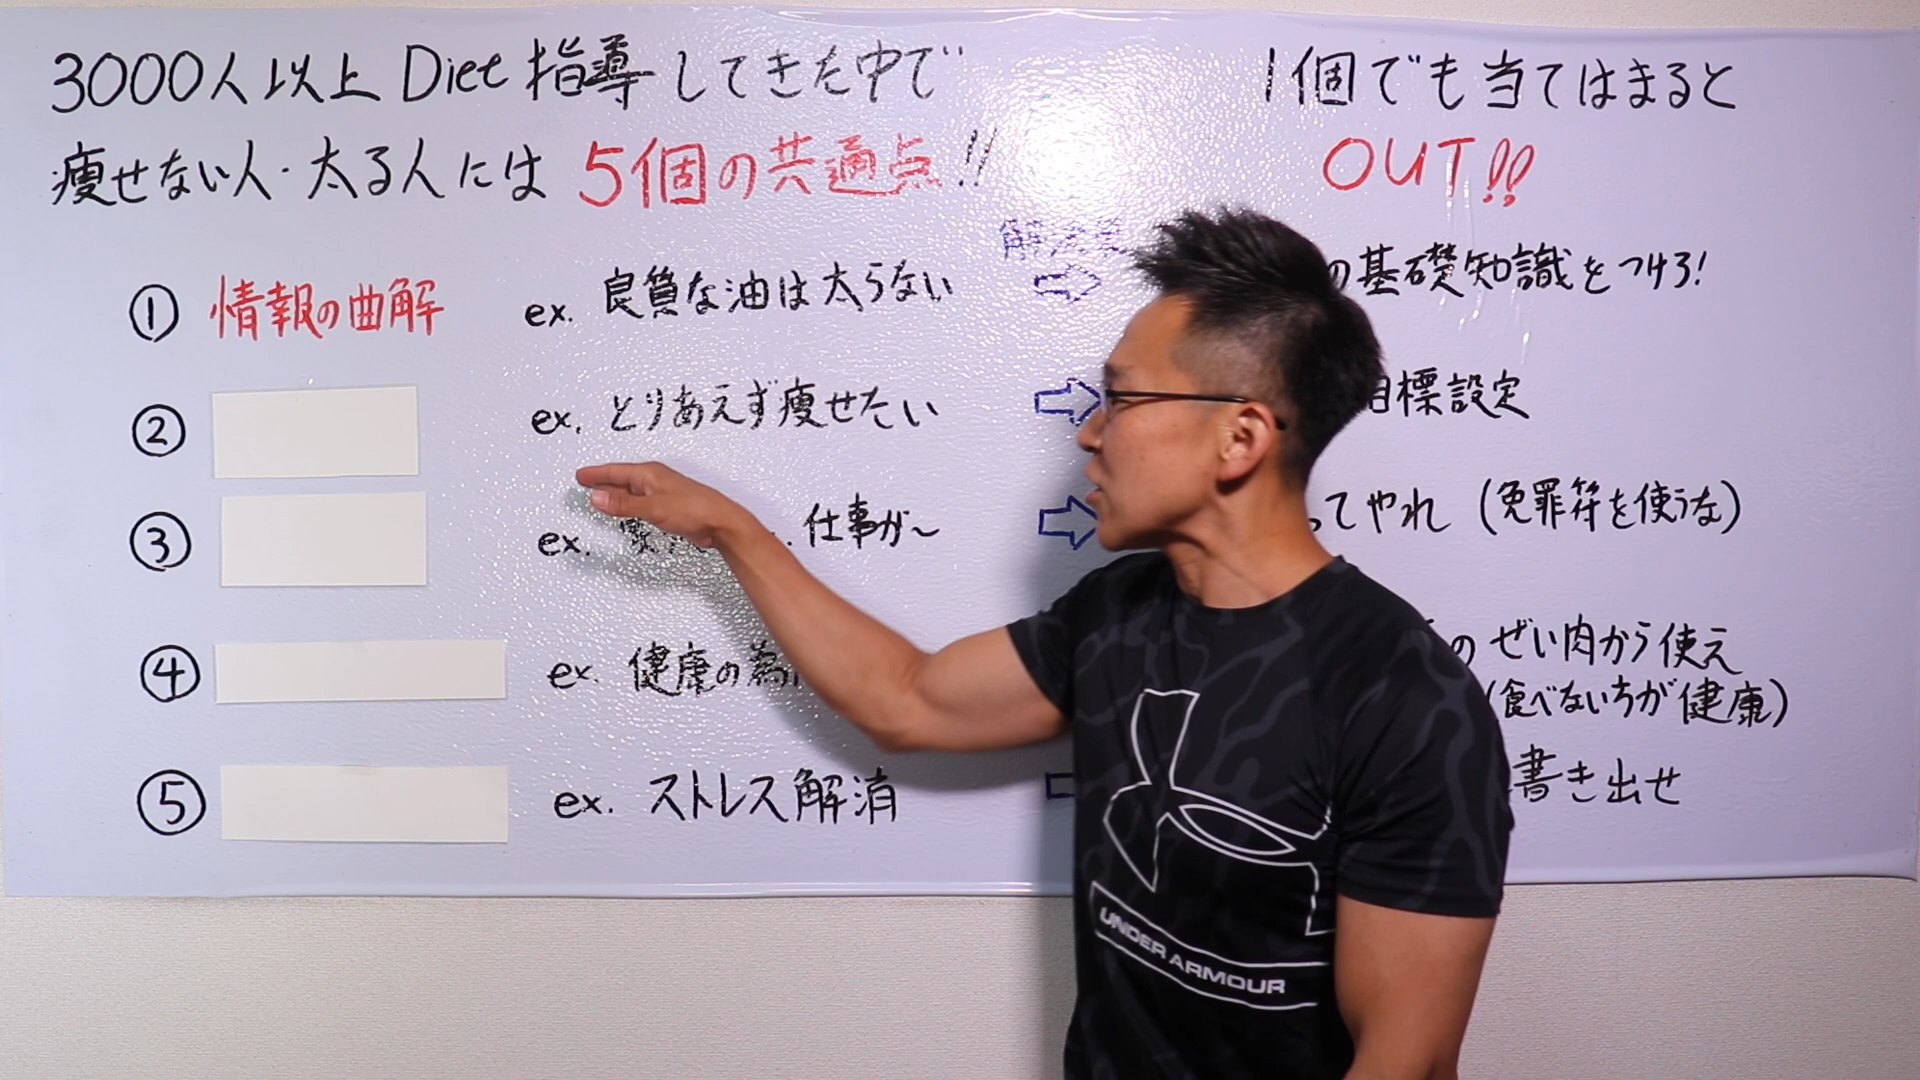 3000人以上 Diet 指導してきた中で
痩せない人・太る人には 5個の共通点!!
1個でも当てはまると
OUT!!
解決策
① 情報の曲解 ex. 良質な油は太らない ⇨ の基礎知識をつけろ!
② ex. とりあえず痩せたい ⇨ 目標設定
③ ex. 仕事が〜 ⇨ ってやれ (免罪符を使うな)
④ ex. 健康の為 の ぜい肉から使え
(食べないちが健康)
⑤ ex. ストレス解消 書き出せ
UNDER ARMOUR